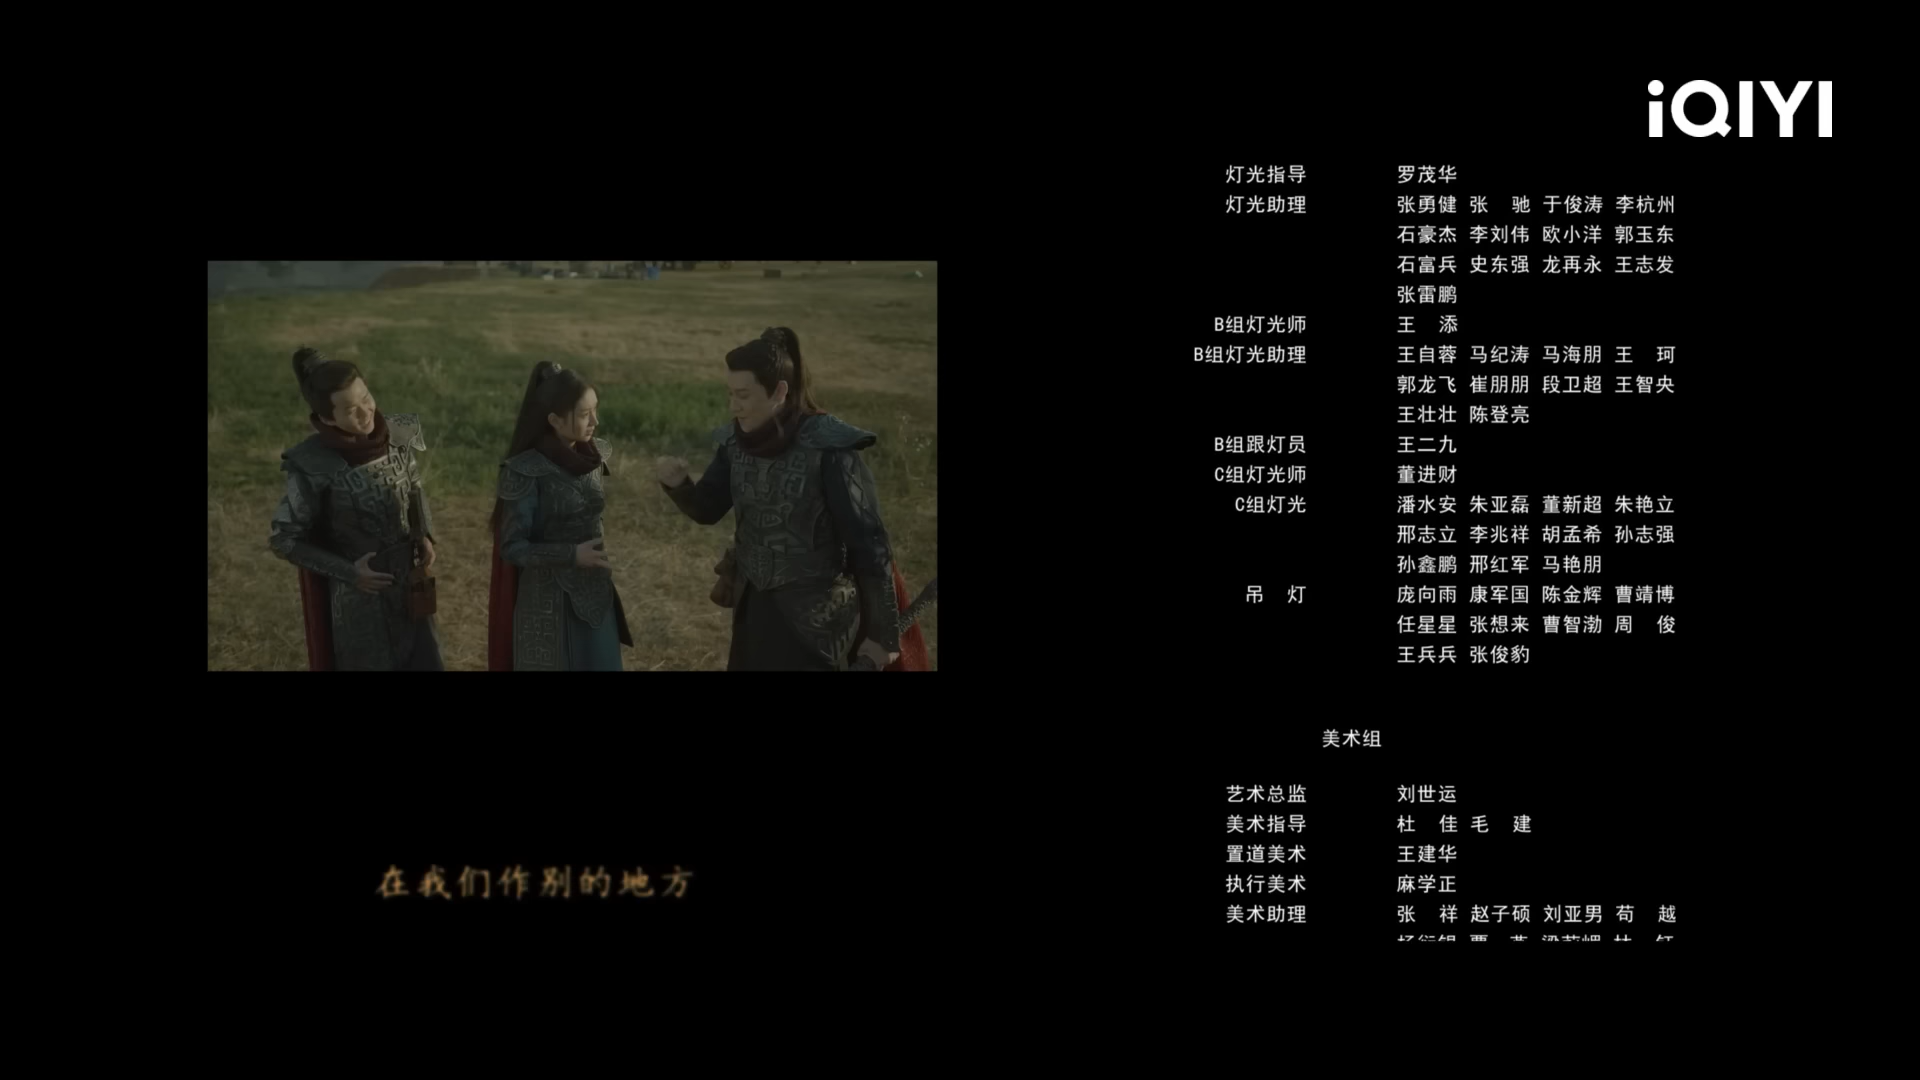 iQIYI
灯光指导 罗茂华
灯光助理 张勇健 张 驰 于俊涛 李杭州
石豪杰 李刘伟 欧小洋 郭玉东
石富兵 史东强 龙再永 王志发
张雷鹏
B组灯光师 王 添
B组灯光助理 王自蓉 马纪涛 马海朋 王 珂
郭龙飞 崔朋朋 段卫超 王智央
王壮壮 陈登亮
B组跟灯员 王二九
C组灯光师 董进财
C组灯光 潘水安 朱亚磊 董新超 朱艳立
邢志立 李兆祥 胡孟希 孙志强
孙鑫鹏 邢红军 马艳朋
吊 灯 庞向雨 康军国 陈金辉 曹靖博
任星星 张想来 曹智渤 周 俊
王兵兵 张俊豹
美术组
艺术总监 刘世运
美术指导 杜 佳 毛 建
置道美术 王建华
执行美术 麻学正
美术助理 张 祥 赵子硕 刘亚男 苟 越
在我们作别的地方